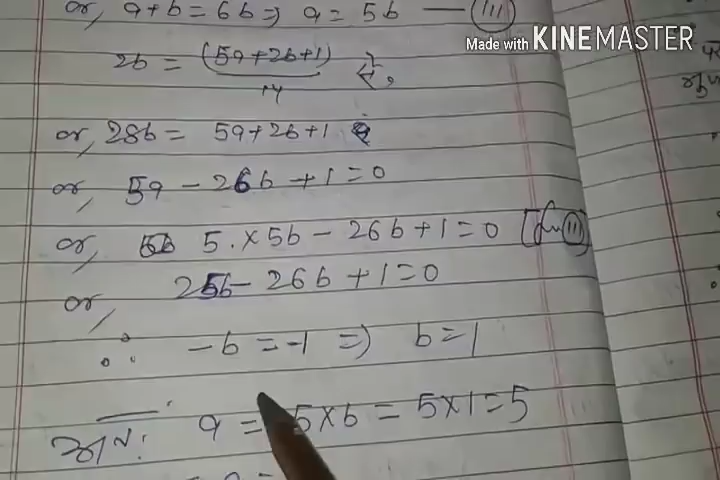 or, a+b = 6b => a = 5b — (III)
Made with KINEMASTER
2b = (5a+2b+1)/14 से,
or, 28b = 5a+2b+1
or, 5a - 26b + 1 = 0
or, 5.×5b - 26b + 1 = 0 [from (III)]
or, 25b - 26b + 1 = 0
∴ -b = -1 => b = 1
अतः a = 5×b = 5×1 = 5